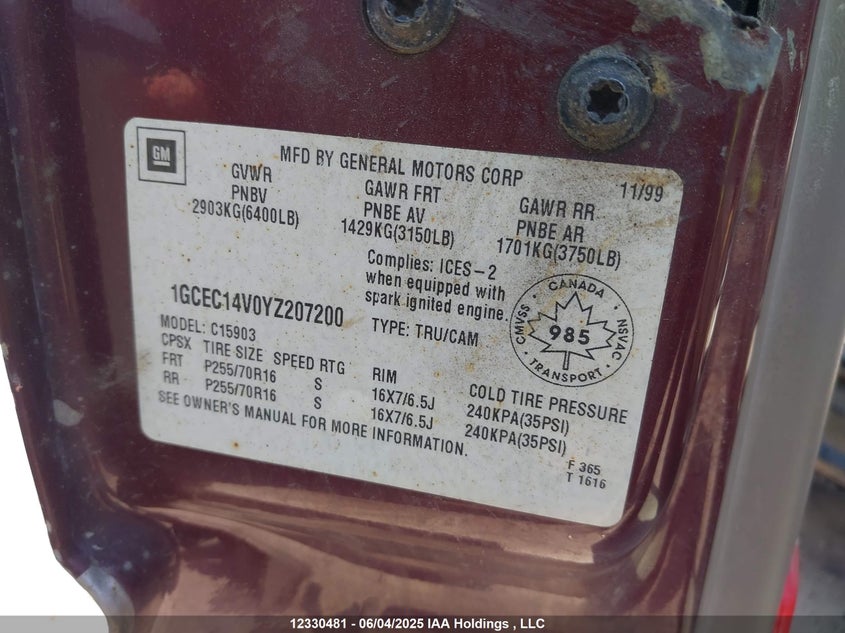 GM
MFD BY GENERAL MOTORS CORP
11/99
GVWR
PNBV
2903KG(6400LB)
GAWR FRT
PNBE AV
1429KG(3150LB)
GAWR RR
PNBE AR
1701KG(3750LB)
Complies: ICES-2
when equipped with
spark ignited engine.
1GCEC14V0YZ207200
TYPE: TRU/CAM
CANADA
CMVSS
985
NSVAC
TRANSPORT
MODEL: C15903
CPSX TIRE SIZE SPEED RTG RIM COLD TIRE PRESSURE
FRT P255/70R16 S 16X7/6.5J 240KPA(35PSI)
RR P255/70R16 S 16X7/6.5J 240KPA(35PSI)
SEE OWNER'S MANUAL FOR MORE INFORMATION.
F 365
T 1616
12330481 - 06/04/2025 IAA Holdings , LLC